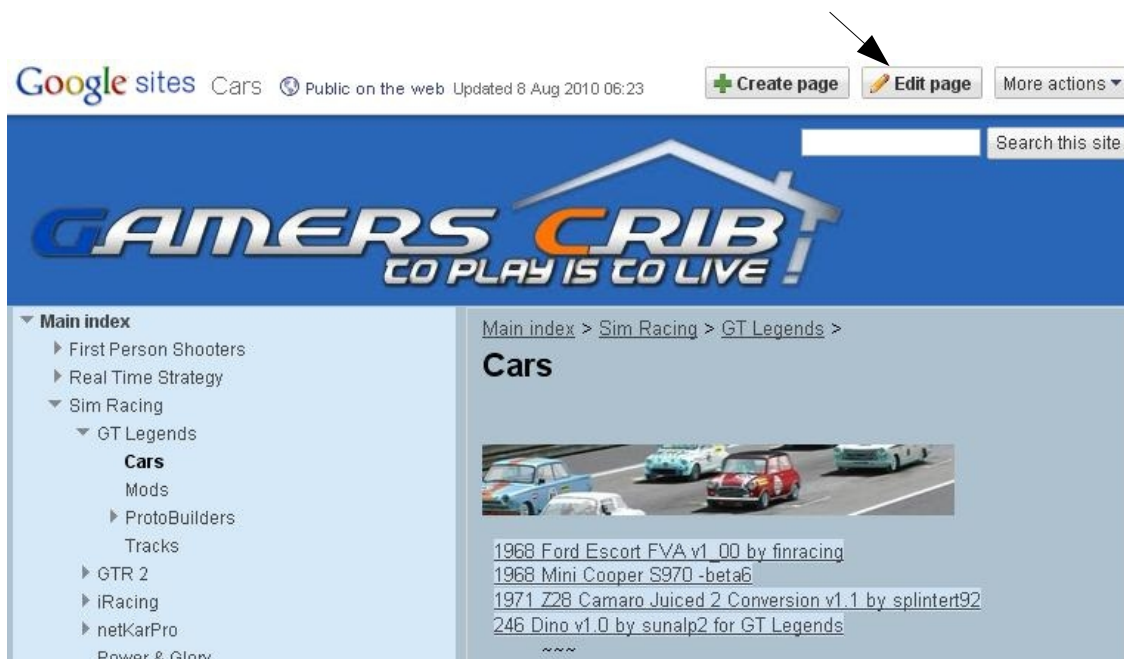 Google sites Cars Public on the web Updated 8 Aug 2010 06:23 Create page Edit page More actions
Search this site
GAMERS CRIB
TO PLAY IS TO LIVE !
Main index
First Person Shooters
Real Time Strategy
Sim Racing
GT Legends
Cars
Mods
ProtoBuilders
Tracks
GTR 2
iRacing
netKarPro
Power & Glory
Main index > Sim Racing > GT Legends >
Cars
1968 Ford Escort FVA v1_00 by finracing
1968 Mini Cooper S970 -beta6
1971 Z28 Camaro Juiced 2 Conversion v1.1 by splintert92
246 Dino v1.0 by sunalp2 for GT Legends
~~~